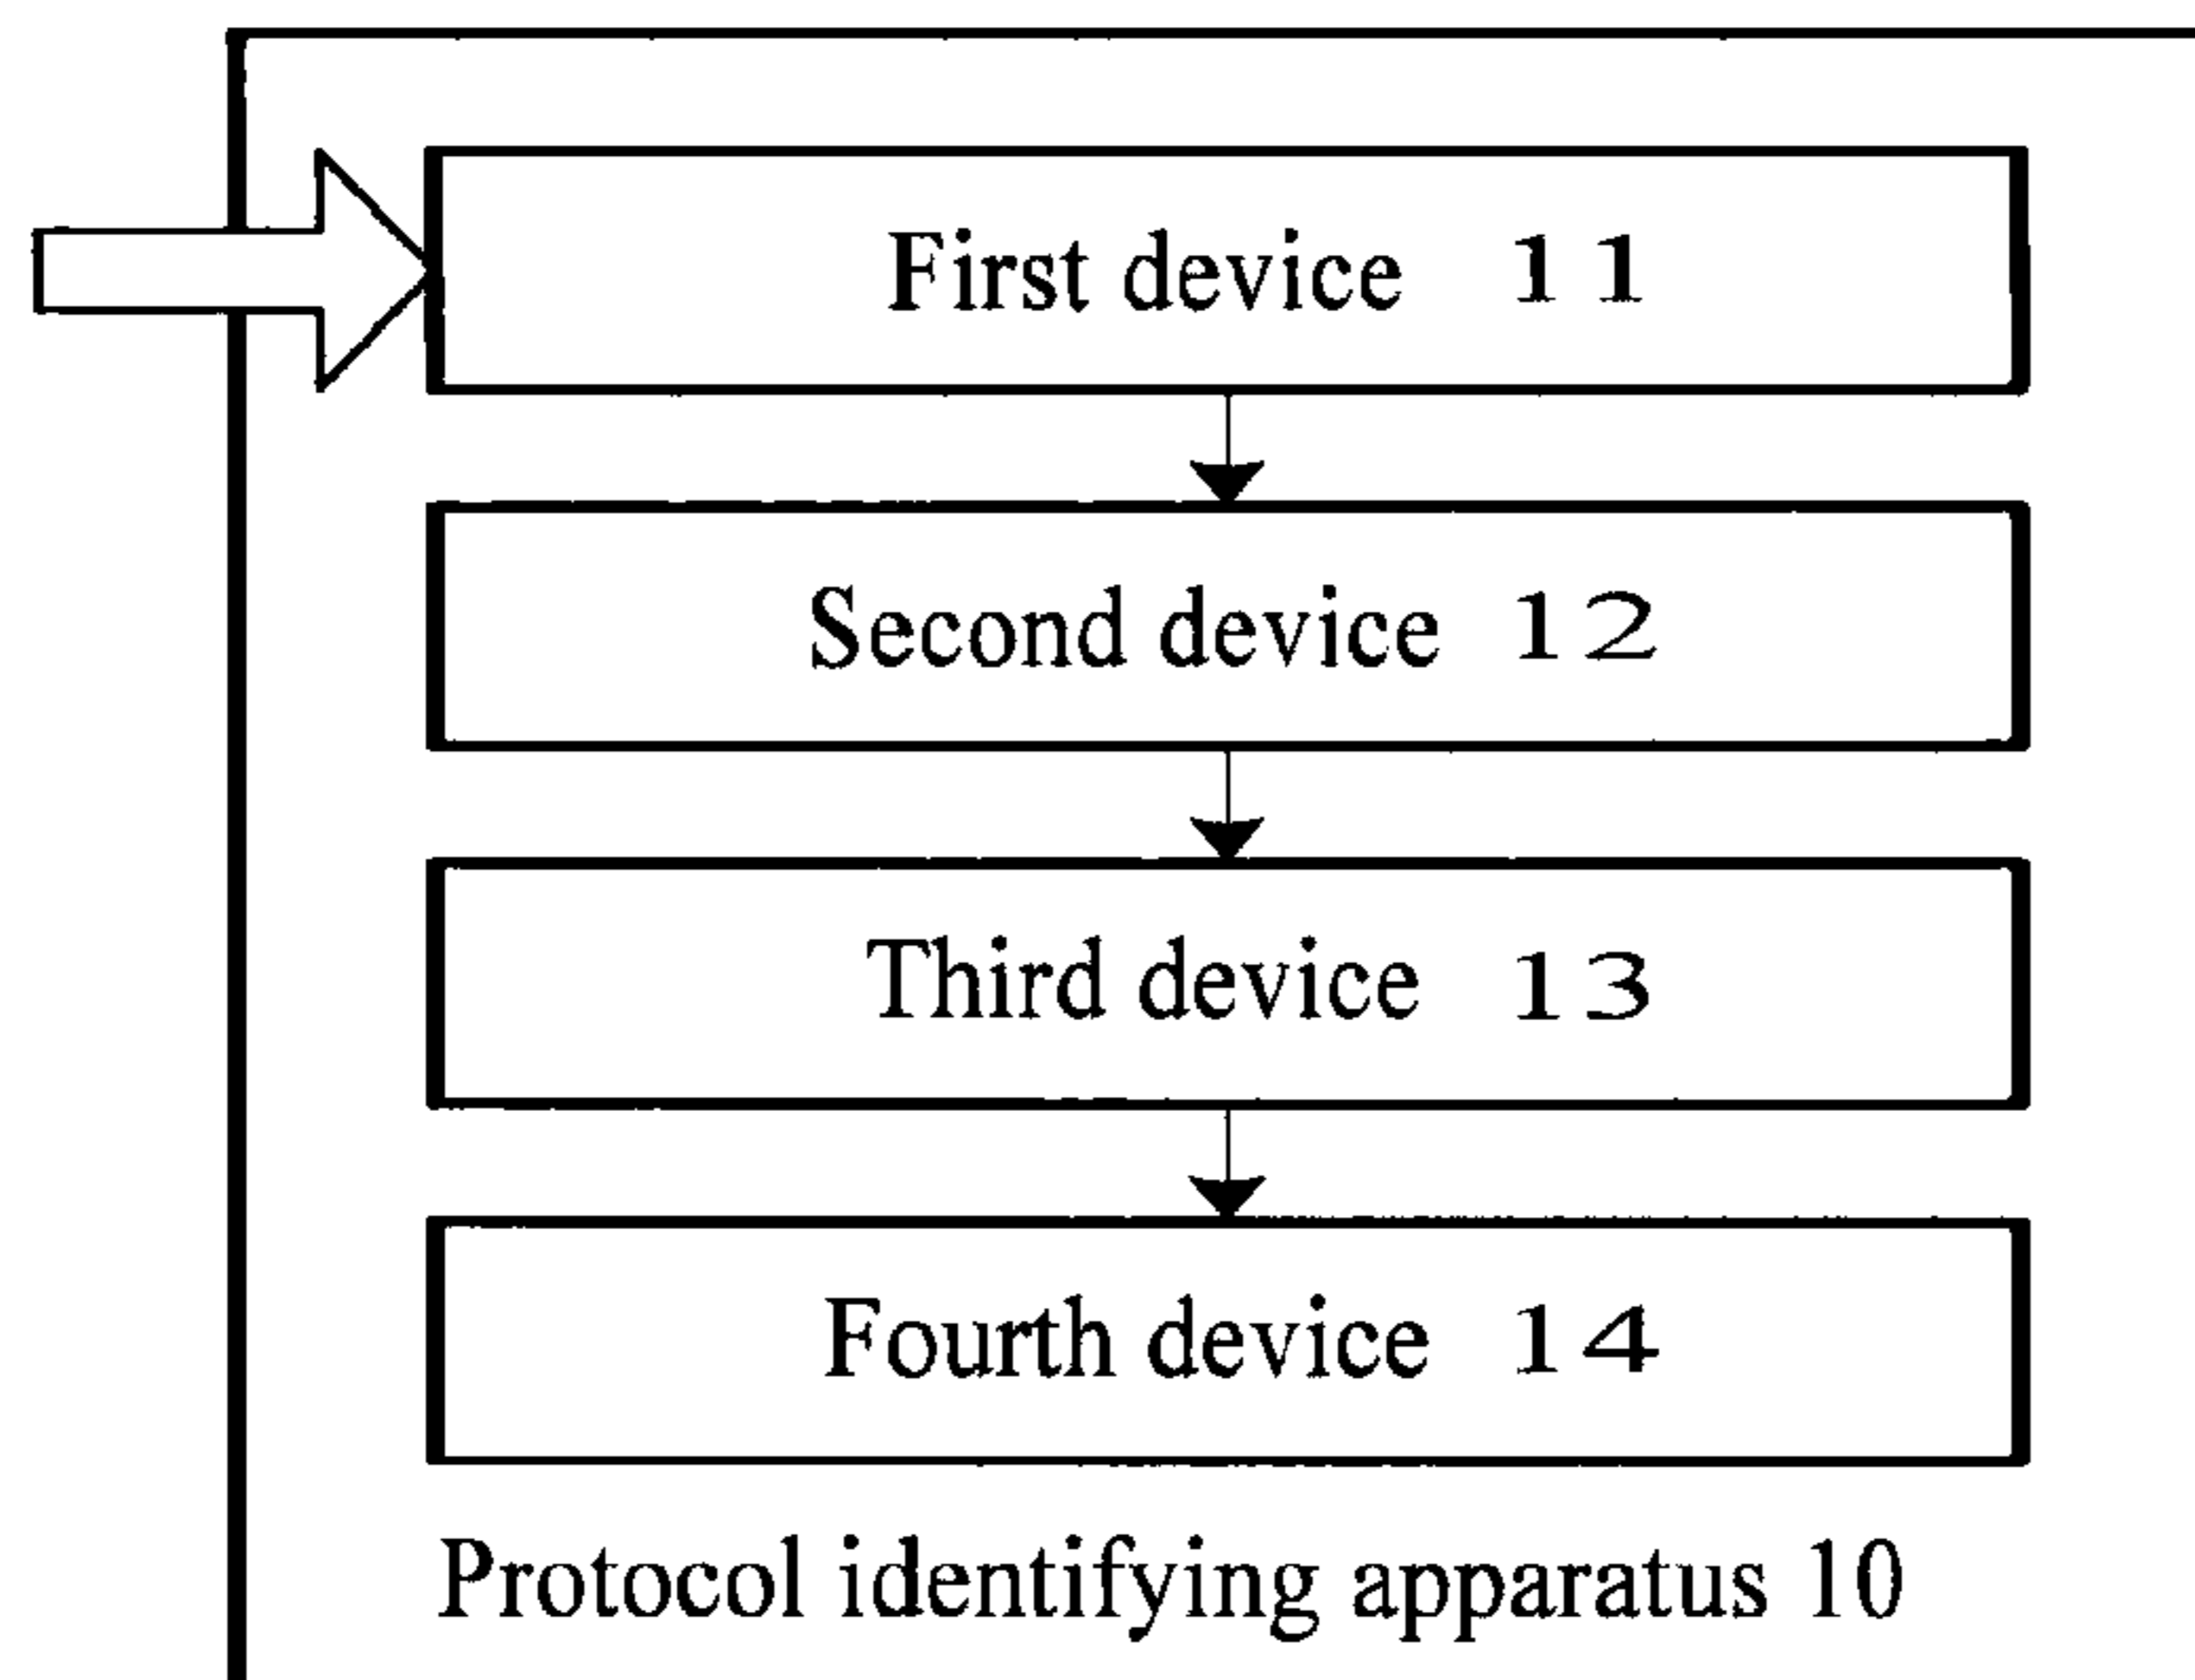 First device 11
Second device 12
Third device 13
Fourth device 14
Protocol identifying apparatus 10